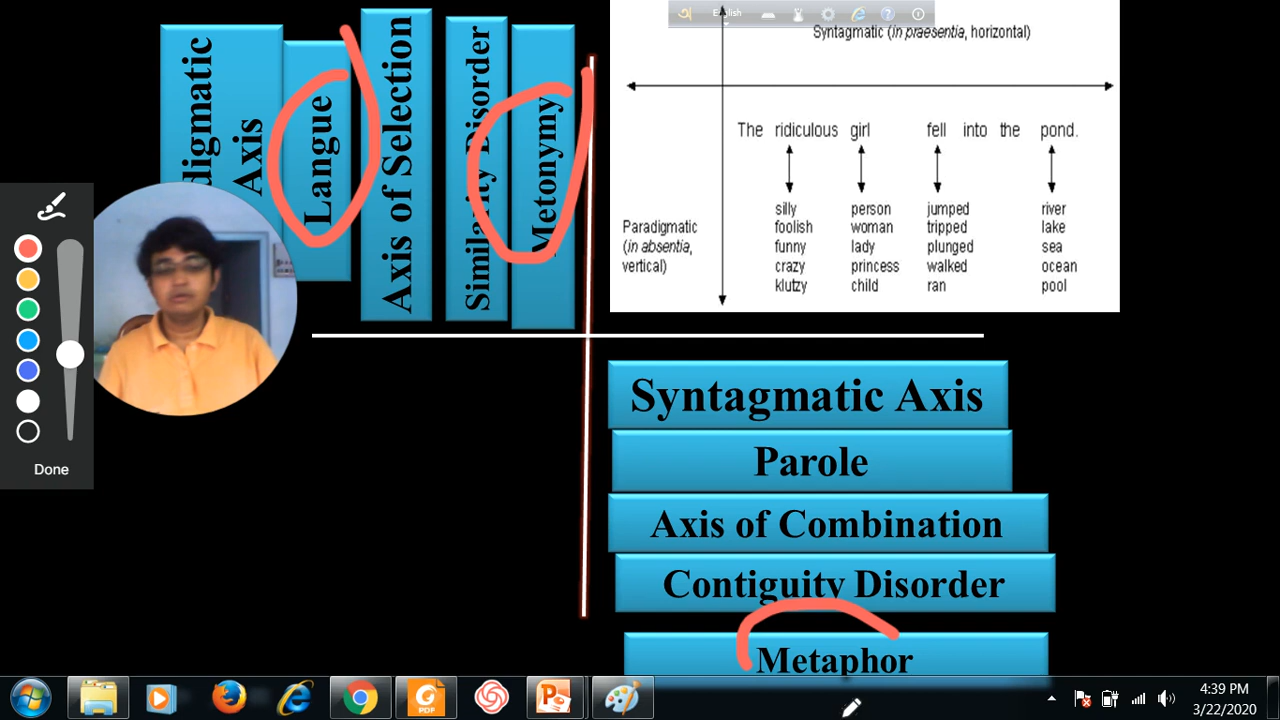 digmatic
Axis
Langue
Axis of Selection
Similarity Disorder
Metonymy
English
Syntagmatic (in praesentia, horizontal)
The ridiculous girl fell into the pond.
silly person jumped river
foolish woman tripped lake
funny lady plunged sea
crazy princess walked ocean
klutzy child ran pool
Paradigmatic
(in absentia,
vertical)
Syntagmatic Axis
Parole
Axis of Combination
Contiguity Disorder
Metaphor
Done
PDF
4:39 PM
3/22/2020